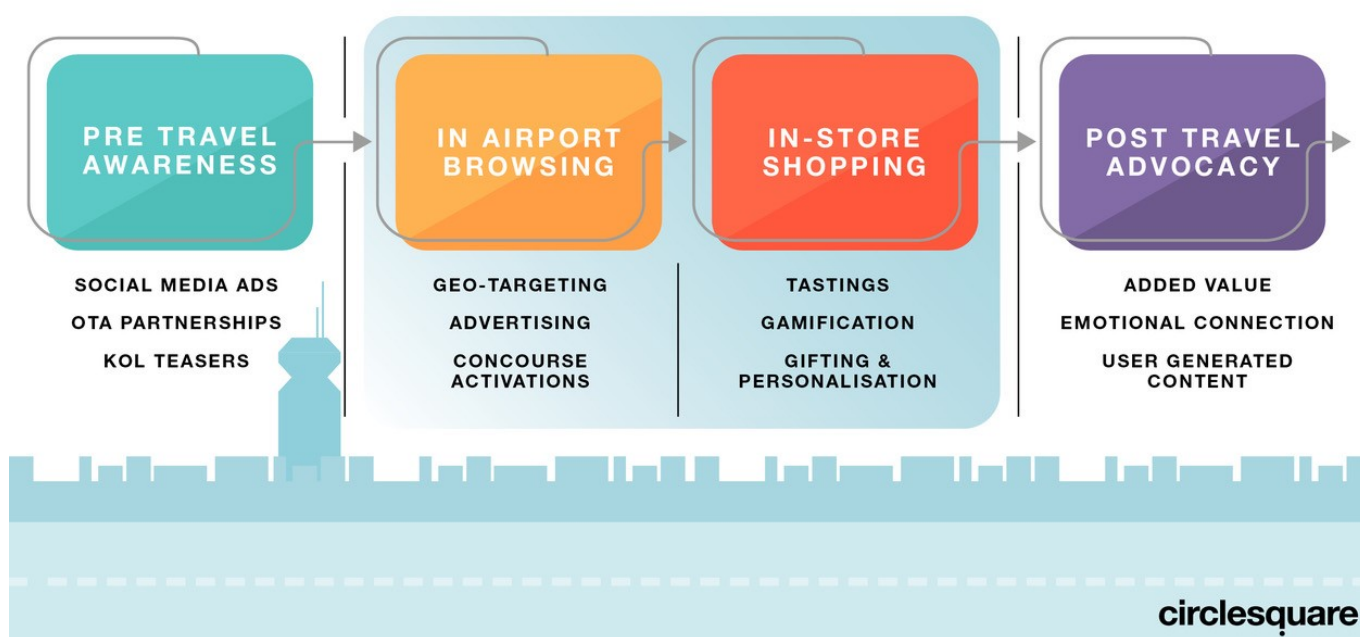 PRE TRAVEL
AWARENESS
SOCIAL MEDIA ADS
OTA PARTNERSHIPS
KOL TEASERS
IN AIRPORT
BROWSING
GEO-TARGETING
ADVERTISING
CONCOURSE
ACTIVATIONS
IN-STORE
SHOPPING
TASTINGS
GAMIFICATION
GIFTING &
PERSONALISATION
POST TRAVEL
ADVOCACY
ADDED VALUE
EMOTIONAL CONNECTION
USER GENERATED
CONTENT
circlesquare